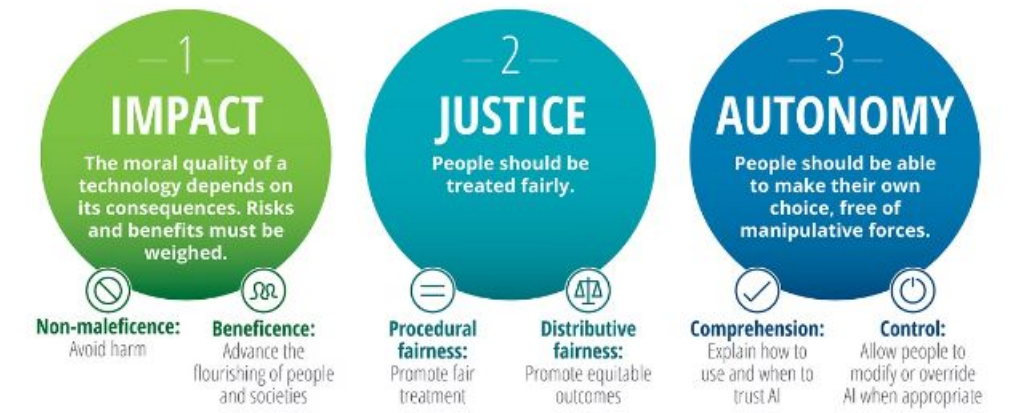 1
IMPACT
The moral quality of a
technology depends on
its consequences. Risks
and benefits must be
weighed.
Non-maleficence:
Avoid harm
Beneficence:
Advance the
flourishing of people
and societies
2
JUSTICE
People should be
treated fairly.
Procedural
fairness:
Promote fair
treatment
Distributive
fairness:
Promote equitable
outcomes
3
AUTONOMY
People should be able
to make their own
choice, free of
manipulative forces.
Comprehension:
Explain how to
use and when to
trust AI
Control:
Allow people to
modify or override
AI when appropriate